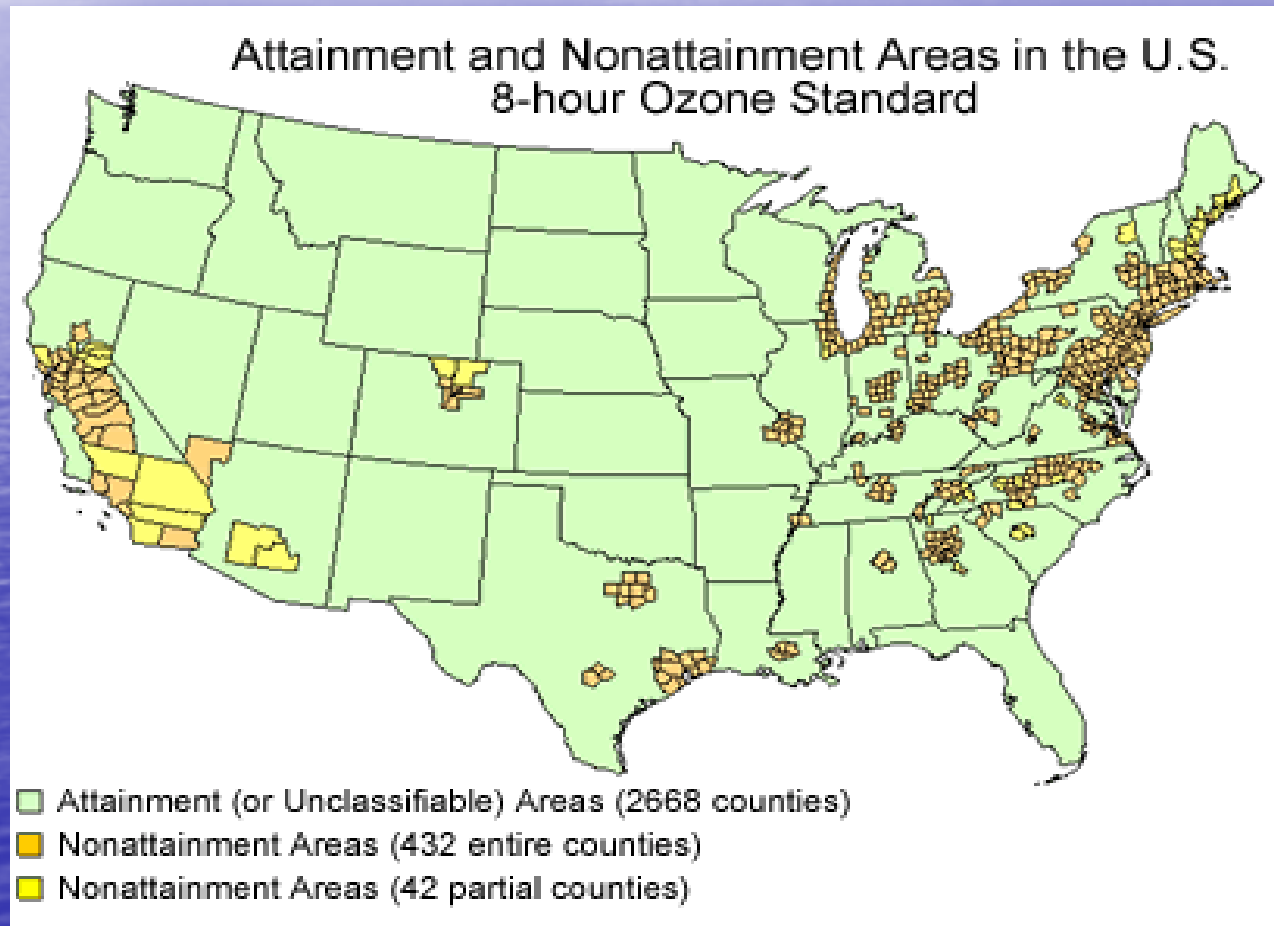 Attainment and Nonattainment Areas in the U.S.
8-hour Ozone Standard
Attainment (or Unclassifiable) Areas (2668 counties)
Nonattainment Areas (432 entire counties)
Nonattainment Areas (42 partial counties)